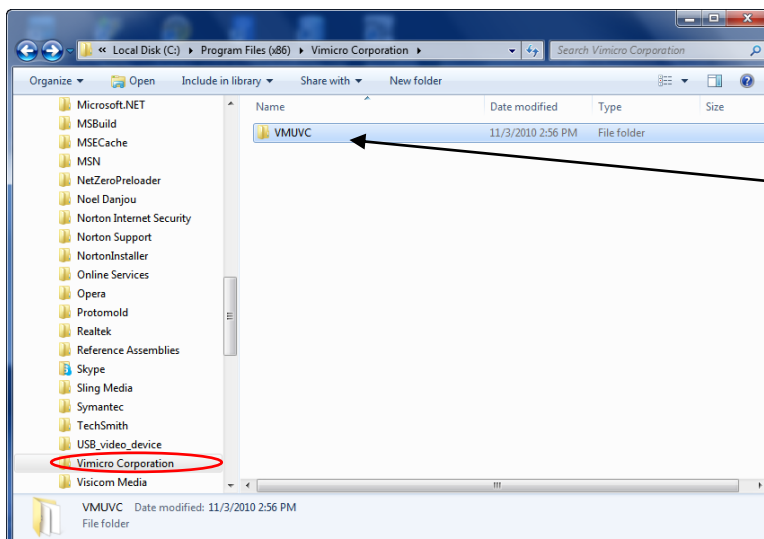 « Local Disk (C:) ▸ Program Files (x86) ▸ Vimicro Corporation ▸ Search Vimicro Corporation
Organize Open Include in library Share with New folder
Name Date modified Type Size
Microsoft.NET
MSBuild
MSECache
MSN
NetZeroPreloader
Noel Danjou
Norton Internet Security
Norton Support
NortonInstaller
Online Services
Opera
Protomold
Realtek
Reference Assemblies
Skype
Sling Media
Symantec
TechSmith
USB_video_device
Vimicro Corporation
Visicom Media
VMUVC 11/3/2010 2:56 PM File folder
VMUVC Date modified: 11/3/2010 2:56 PM
File folder